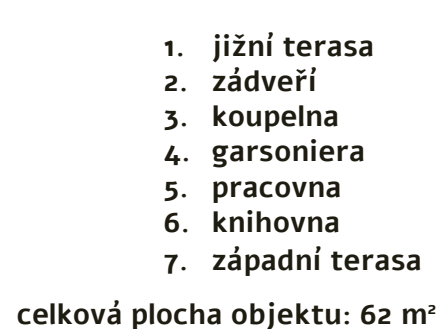 1. jižní terasa
2. zádveří
3. koupelna
4. garsoniera
5. pracovna
6. knihovna
7. západní terasa
celková plocha objektu: 62 m²